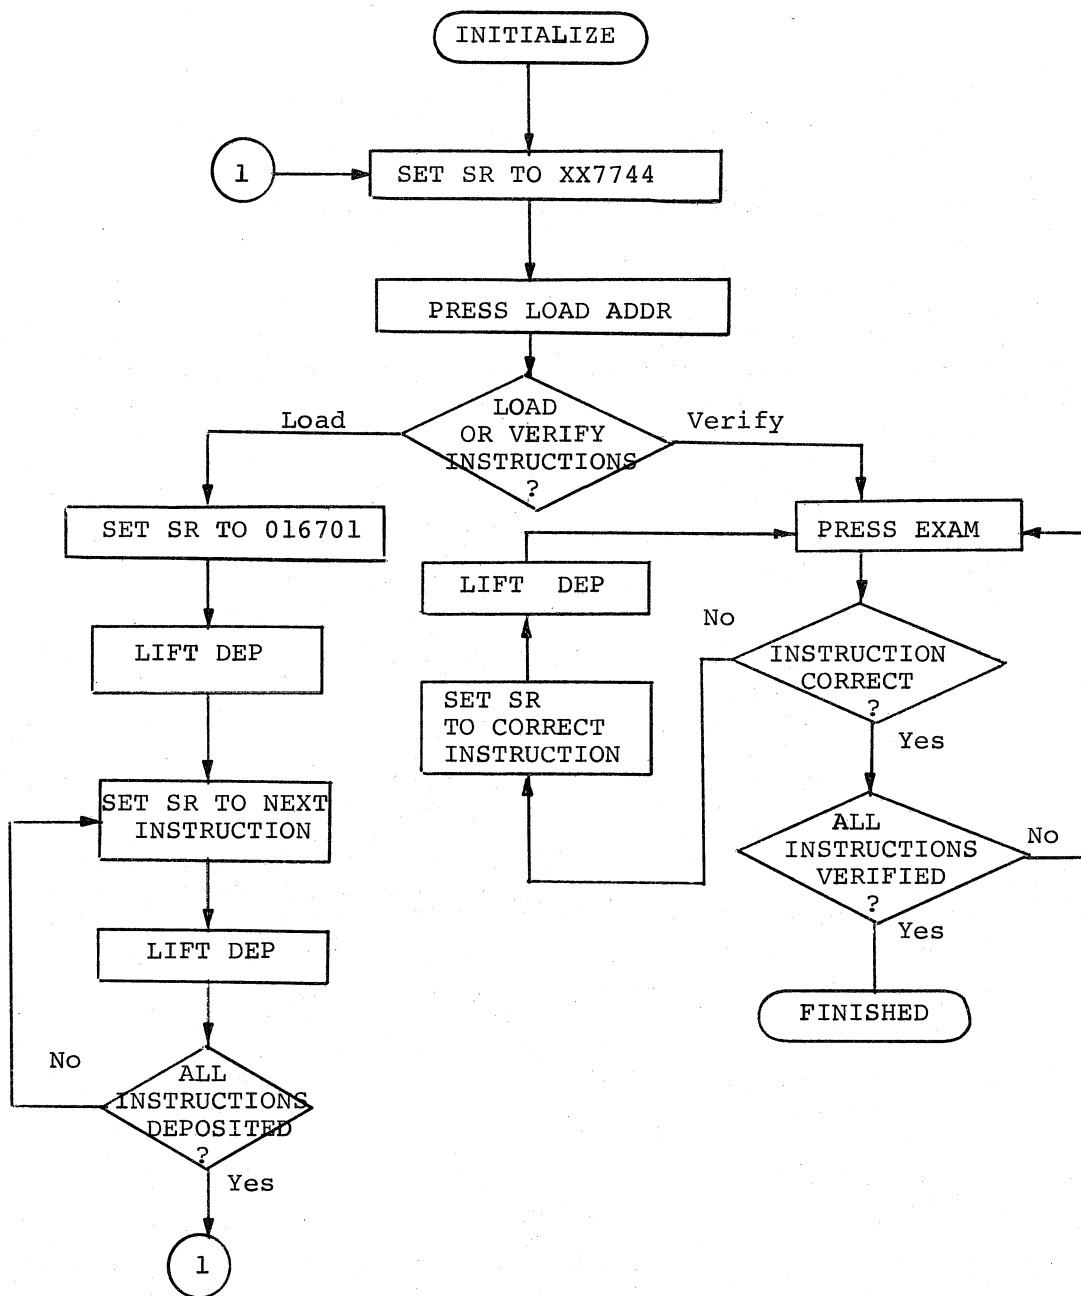 INITIALIZE
1
SET SR TO XX7744
PRESS LOAD ADDR
LOAD
OR VERIFY
INSTRUCTIONS
?
Load
Verify
SET SR TO 016701
LIFT DEP
SET SR TO NEXT
INSTRUCTION
LIFT DEP
No
ALL
INSTRUCTIONS
DEPOSITED
?
Yes
1
PRESS EXAM
LIFT DEP
No
INSTRUCTION
CORRECT
?
SET SR
TO CORRECT
INSTRUCTION
Yes
ALL
INSTRUCTIONS
VERIFIED
?
No
Yes
FINISHED